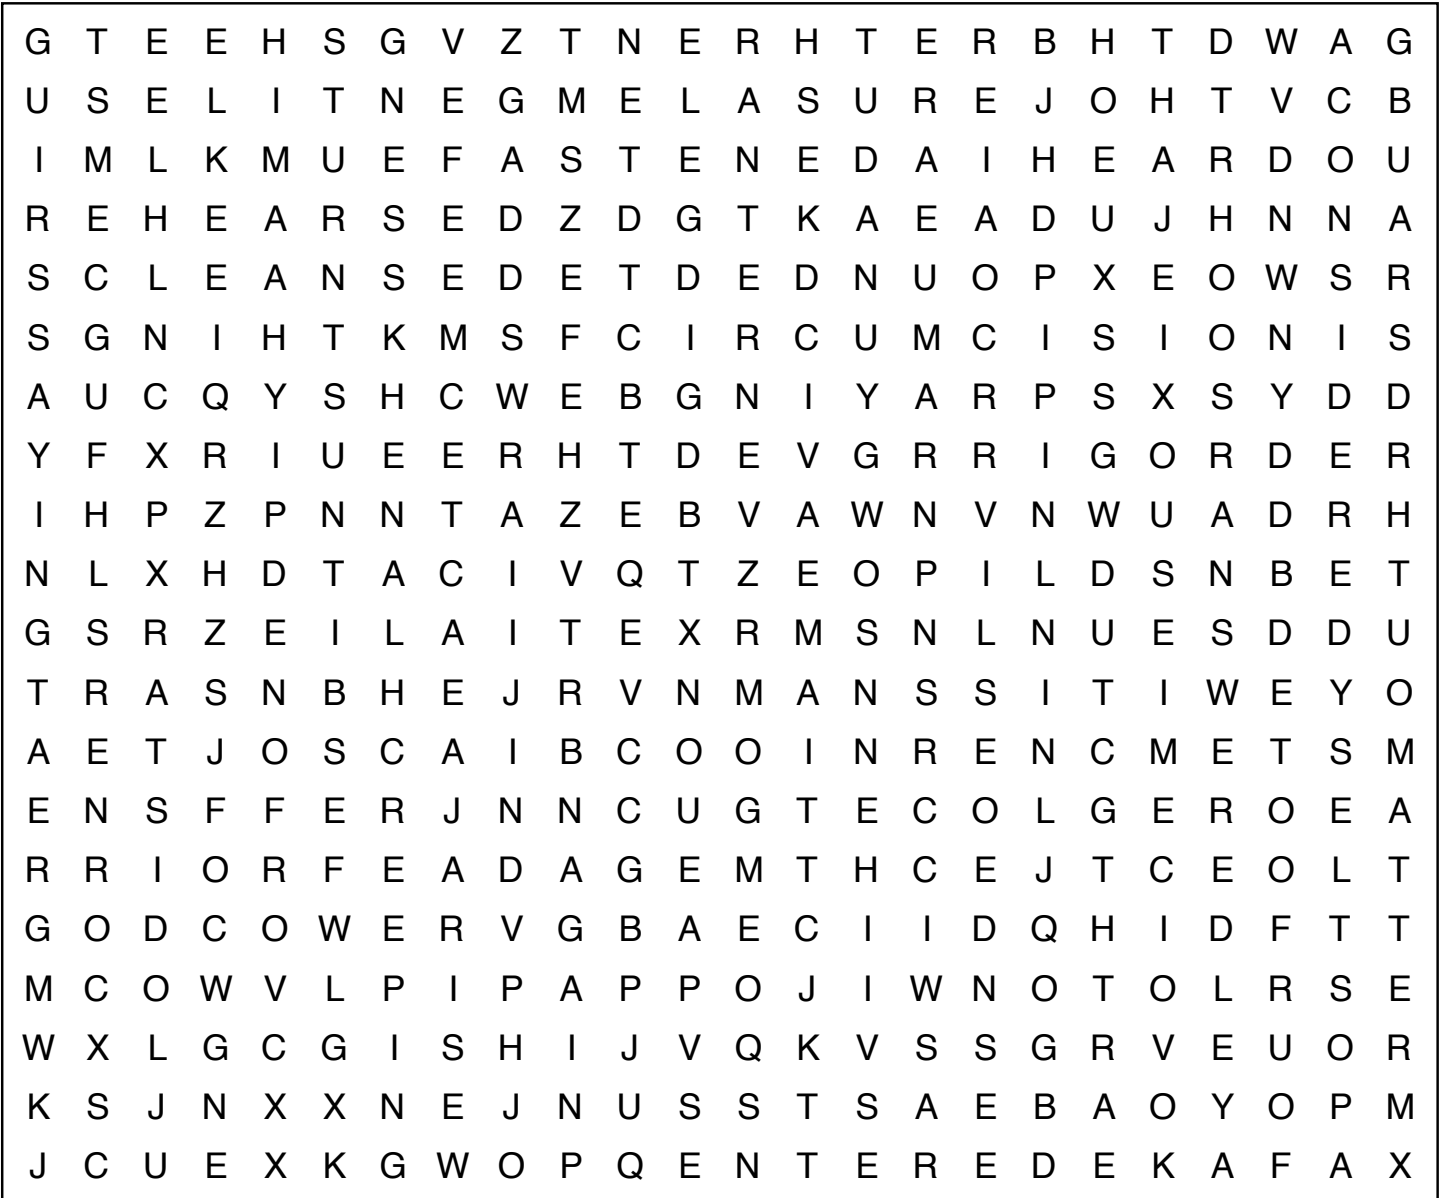 G T E E H S G V Z T N E R H T E R B H T D W A G
U S E L I T N E G M E L A S U R E J O H T V C B
I M L K M U E F A S T E N E D A I H E A R D O U
R E H E A R S E D Z D G T K A E A D U J H N N A
S C L E A N S E D E T D E D N U O P X E O W S R
S G N I H T K M S F C I R C U M C I S I O N I S
A U C Q Y S H C W E B G N I Y A R P S X S Y D D
Y F X R I U E E R H T D E V G R R I G O R D E R
I H P Z P N N T A Z E B V A W N V N W U A D R H
N L X H D T A C I V Q T Z E O P I L D S N B E T
G S R Z E I L A I T E X R M S N L N U E S D D U
T R A S N B H E J R V N M A N S S I T I W E Y O
A E T J O S C A I B C O O I N R E N C M E T S M
E N S F F E R J N N C U G T E C O L G E R O E A
R R I O R F E A D A G E M T H C E J T C E O L T
G O D C O W E R V G B A E C I I D Q H I D F T T
M C O W V L P I P A P P O J I W N O T O L R S E
W X L G C G I S H I J V Q K V S S G R V E U O R
K S J N X X N E J N U S S T S A E B A O Y O P M
J C U E X K G W O P Q E N T E R E D E K A F A X